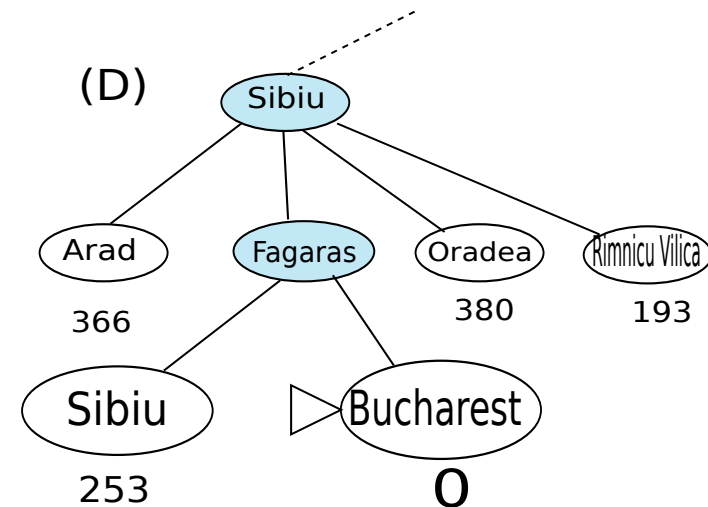 (D)
Sibiu
Arad
Fagaras
Oradea
Rimnicu Vilica
366
380
193
Sibiu
Bucharest
253
0